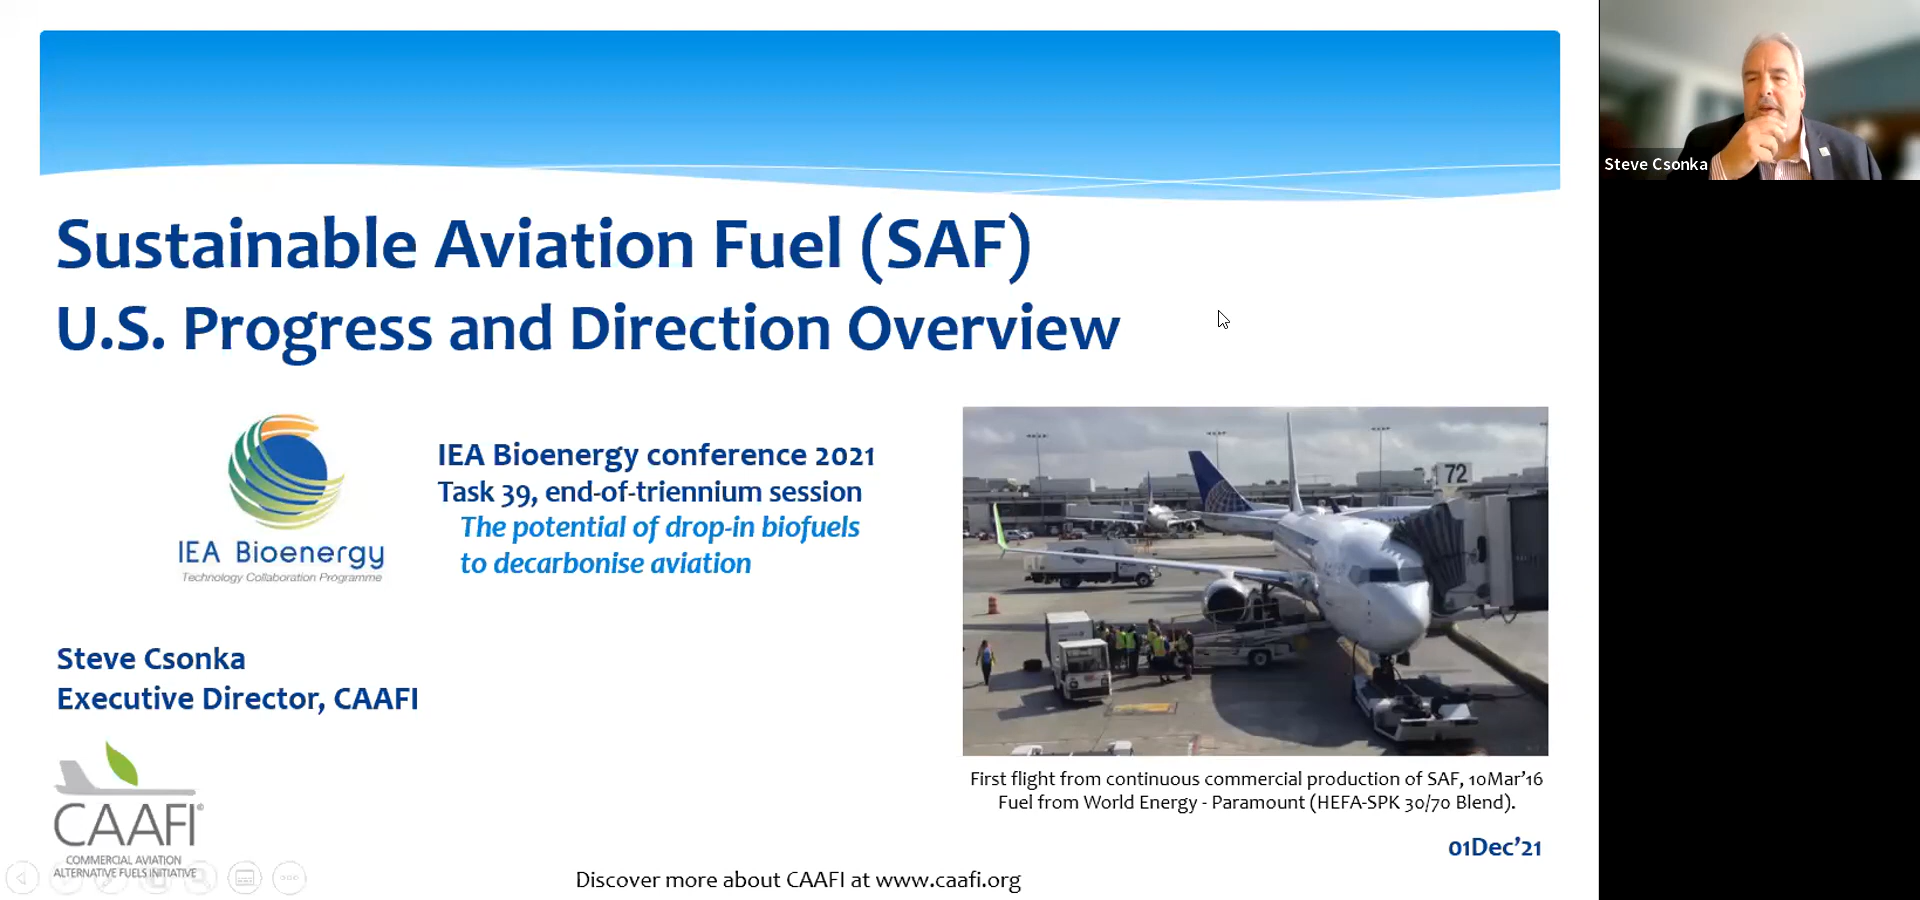 Sustainable Aviation Fuel (SAF)
U.S. Progress and Direction Overview
IEA Bioenergy
Technology Collaboration Programme
IEA Bioenergy conference 2021
Task 39, end-of-triennium session
The potential of drop-in biofuels
to decarbonise aviation
72
Steve Csonka
Executive Director, CAAFI
First flight from continuous commercial production of SAF, 10Mar'16
Fuel from World Energy - Paramount (HEFA-SPK 30/70 Blend).
CAAFI®
COMMERCIAL AVIATION
ALTERNATIVE FUELS INITIATIVE
01Dec'21
Discover more about CAAFI at www.caafi.org
Steve Csonka